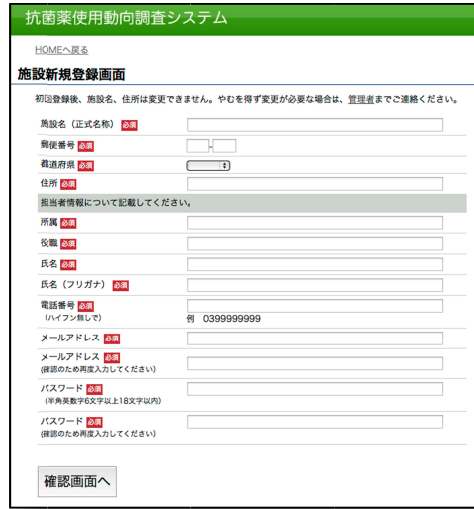 抗菌薬使用動向調査システム
HOMEへ戻る
施設新規登録画面
初回登録後、施設名、住所は変更できません。やむを得ず変更が必要な場合は、管理者までご連絡ください。
施設名（正式名称） 必須
郵便番号 必須 -
都道府県 必須
住所 必須
担当者情報について記載してください。
所属 必須
役職 必須
氏名 必須
氏名（フリガナ） 必須
電話番号 必須
（ハイフン無しで） 例 0399999999
メールアドレス 必須
メールアドレス 必須
(確認のため再度入力してください)
パスワード 必須
（半角英数字6文字以上18文字以内）
パスワード 必須
(確認のため再度入力してください)
確認画面へ